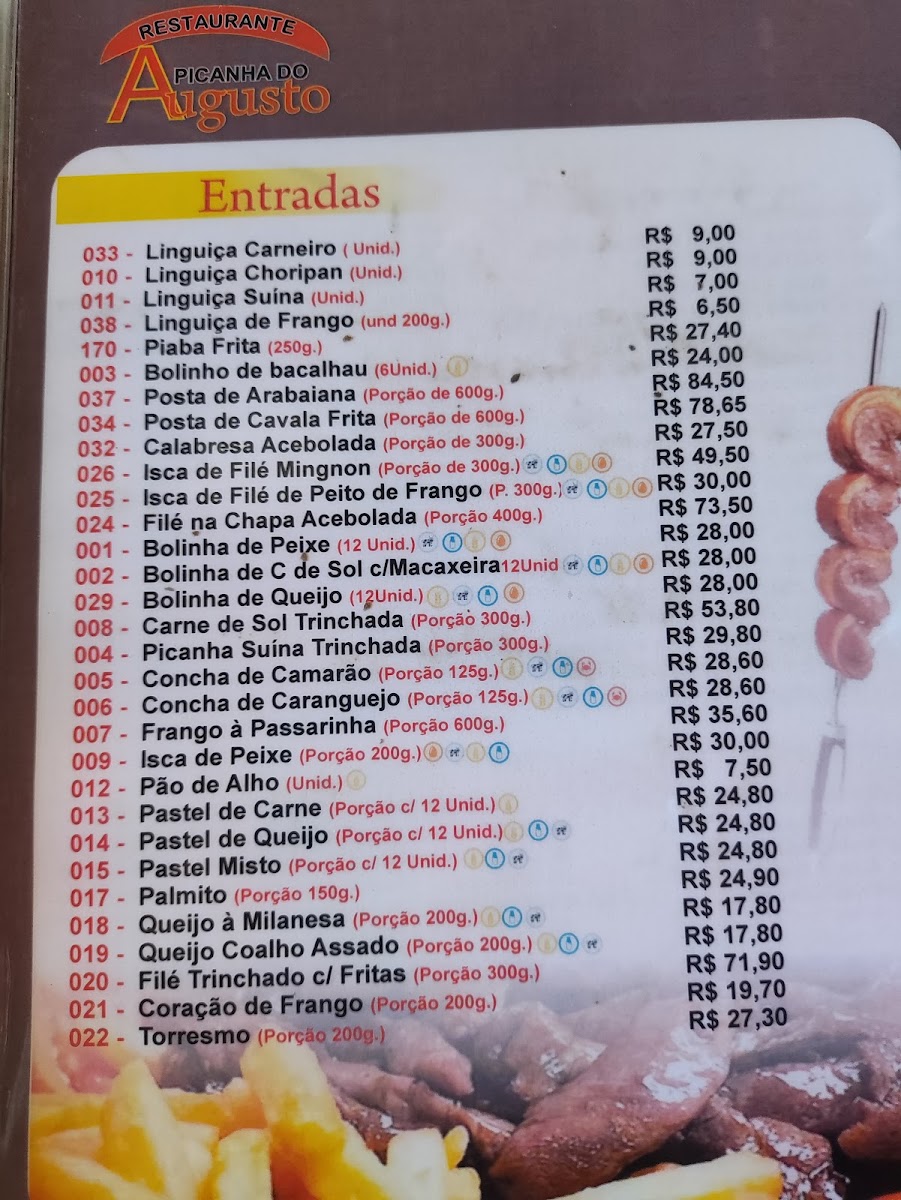 RESTAURANTE
PICANHA DO
Augusto
Entradas
033 - Linguiça Carneiro ( Unid.) R$ 9,00
010 - Linguiça Choripan (Unid.) R$ 9,00
011 - Linguiça Suína (Unid.) R$ 7,00
038 - Linguiça de Frango (und 200g.) R$ 6,50
170 - Piaba Frita (250g.) R$ 27,40
003 - Bolinho de bacalhau (6Unid.) R$ 24,00
037 - Posta de Arabaiana (Porção de 600g.) R$ 84,50
034 - Posta de Cavala Frita (Porção de 600g.) R$ 78,65
032 - Calabresa Acebolada (Porção de 300g.) R$ 27,50
026 - Isca de Filé Mingnon (Porção de 300g.) R$ 49,50
025 - Isca de Filé de Peito de Frango (P. 300g.) R$ 30,00
024 - Filé na Chapa Acebolada (Porção 400g.) R$ 73,50
001 - Bolinha de Peixe (12 Unid.) R$ 28,00
002 - Bolinha de C de Sol c/Macaxeira12Unid R$ 28,00
029 - Bolinha de Queijo (12Unid.) R$ 28,00
008 - Carne de Sol Trinchada (Porção 300g.) R$ 53,80
004 - Picanha Suína Trinchada (Porção 300g.) R$ 29,80
005 - Concha de Camarão (Porção 125g.) R$ 28,60
006 - Concha de Caranguejo (Porção 125g.) R$ 28,60
007 - Frango à Passarinha (Porção 600g.) R$ 35,60
009 - Isca de Peixe (Porção 200g.) R$ 30,00
012 - Pão de Alho (Unid.) R$ 7,50
013 - Pastel de Carne (Porção c/ 12 Unid.) R$ 24,80
014 - Pastel de Queijo (Porção c/ 12 Unid.) R$ 24,80
015 - Pastel Misto (Porção c/ 12 Unid.) R$ 24,80
017 - Palmito (Porção 150g.) R$ 24,90
018 - Queijo à Milanesa (Porção 200g.) R$ 17,80
019 - Queijo Coalho Assado (Porção 200g.) R$ 17,80
020 - Filé Trinchado c/ Fritas (Porção 300g.) R$ 71,90
021 - Coração de Frango (Porção 200g.) R$ 19,70
022 - Torresmo (Porção 200g.) R$ 27,30